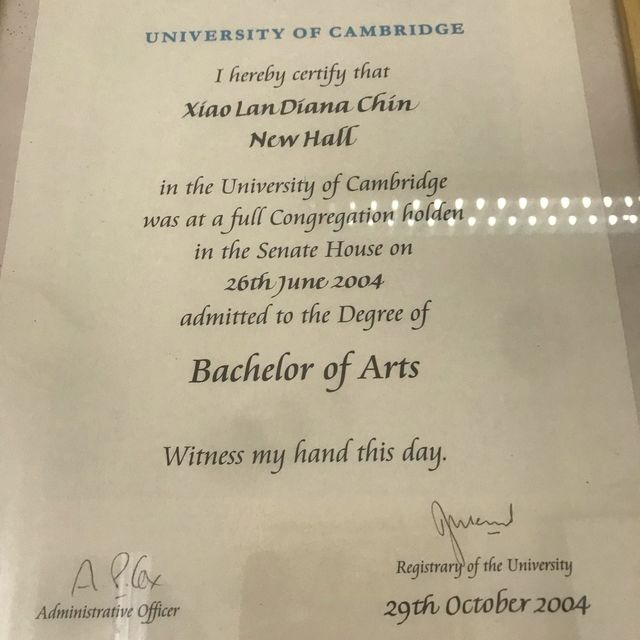 UNIVERSITY OF CAMBRIDGE
I hereby certify that
Xiao Lan Diana Chin
New Hall
in the University of Cambridge
was at a full Congregation holden
in the Senate House on
26th June 2004
admitted to the Degree of
Bachelor of Arts
Witness my hand this day.
A P. Cox
Administrative Officer
Registrary of the University
29th October 2004